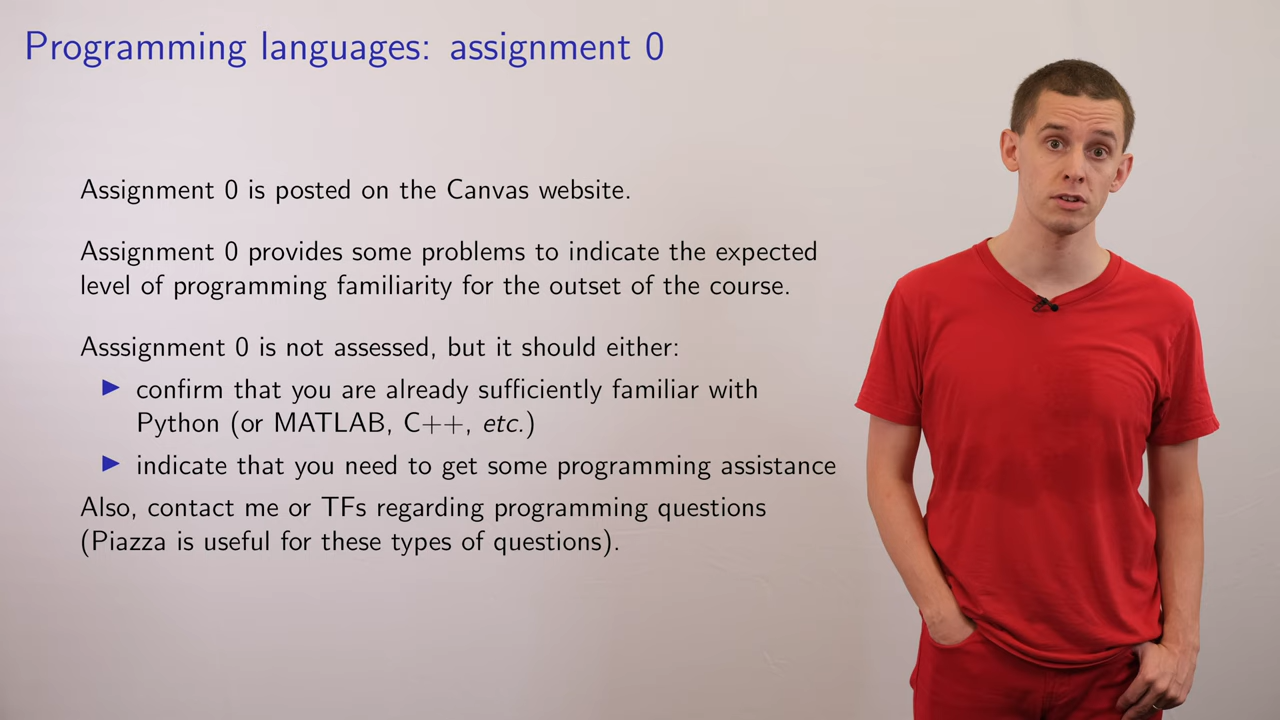 Programming languages: assignment 0
Assignment 0 is posted on the Canvas website.
Assignment 0 provides some problems to indicate the expected
level of programming familiarity for the outset of the course.
Asssignment 0 is not assessed, but it should either:
▶ confirm that you are already sufficiently familiar with
Python (or MATLAB, C++, etc.)
▶ indicate that you need to get some programming assistance
Also, contact me or TFs regarding programming questions
(Piazza is useful for these types of questions).